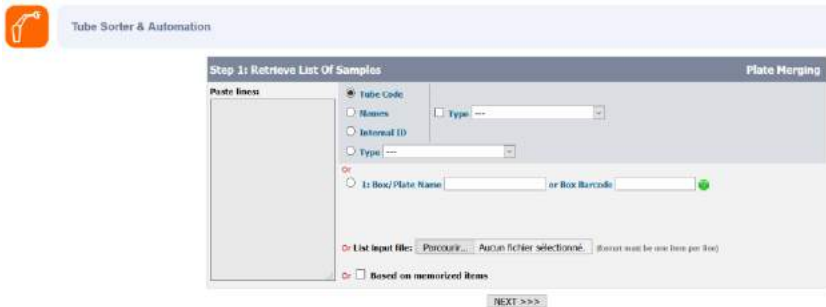 Tube Sorter & Automation
Step 1: Retrieve List Of Samples Plate Merging
Paste lines:
Tube Code
Names Type ---
Internal ID
Type ---
Or
1: Box/Plate Name or Box Barcode
Or List input file: Parcourir... Aucun fichier sélectionné. (format must be one item per line)
Or Based on memorized items
NEXT >>>